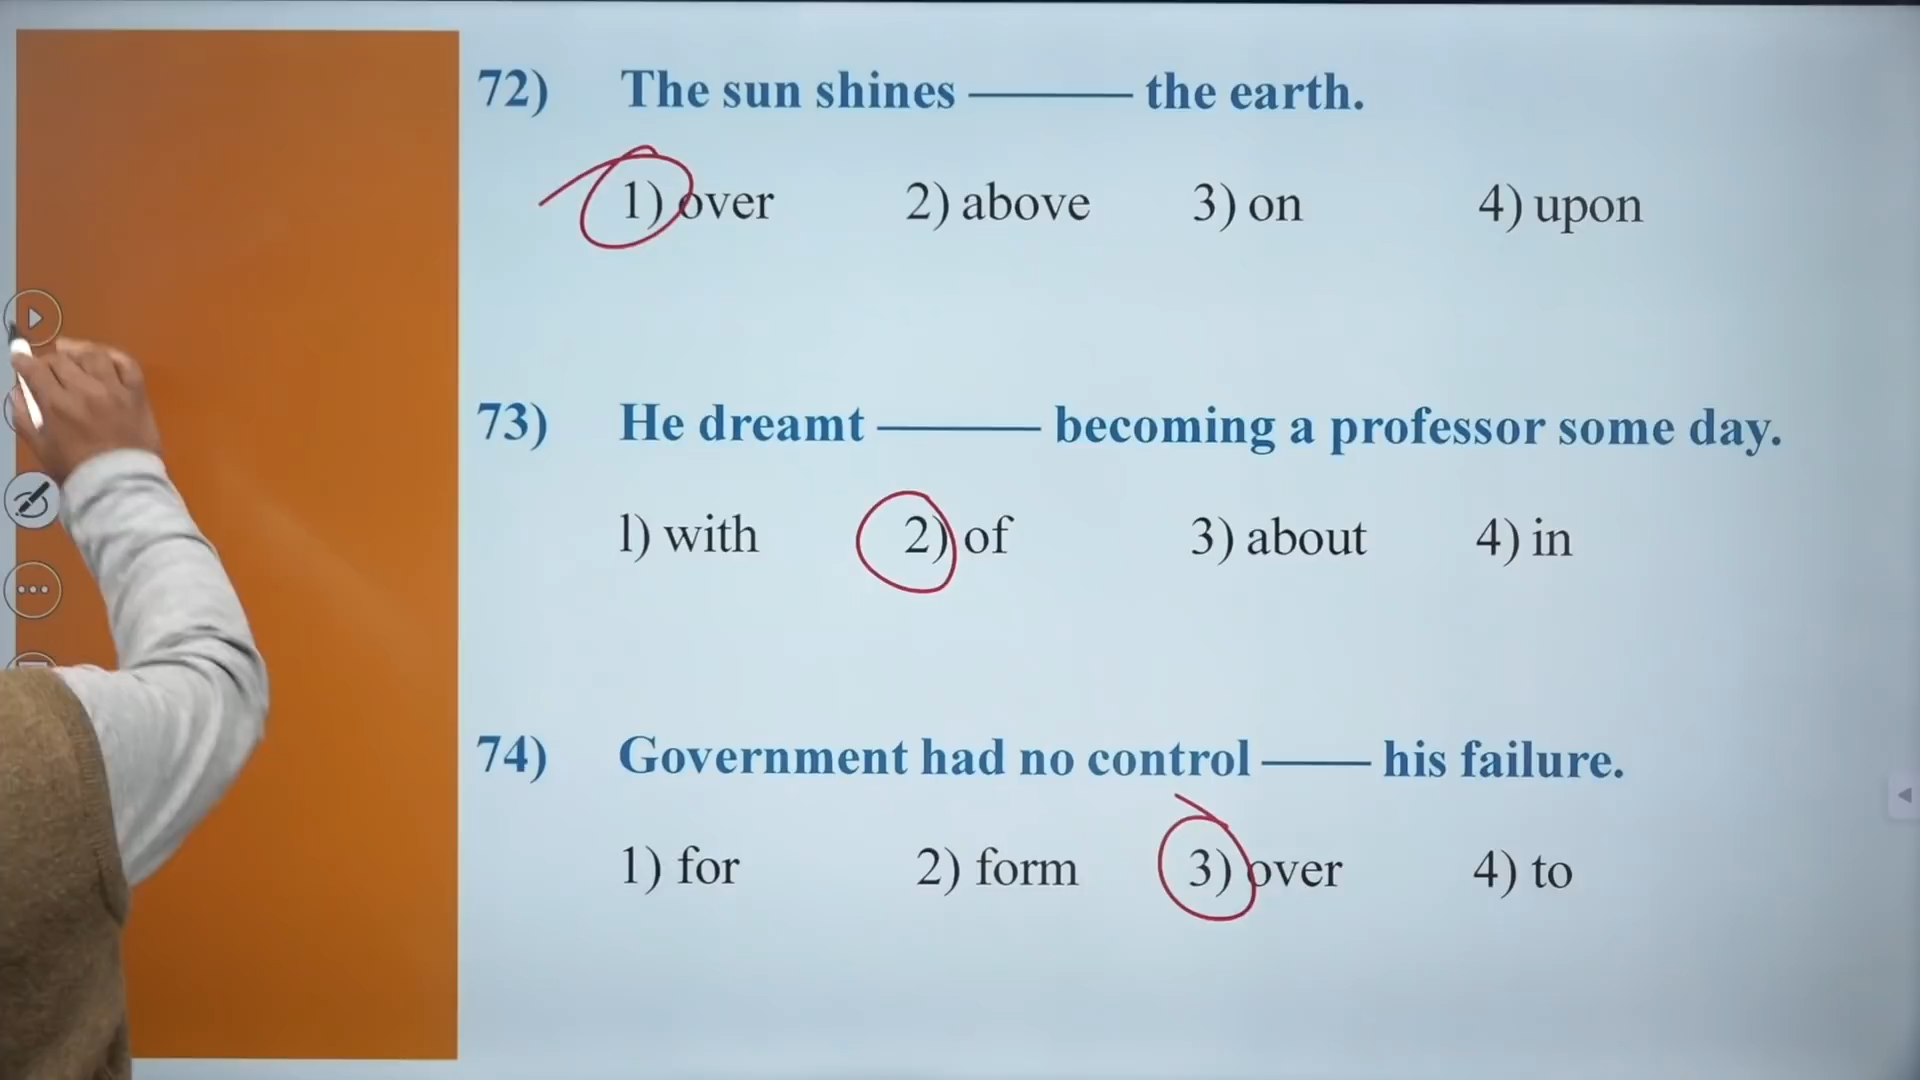 72) The sun shines ——— the earth.
1) over 2) above 3) on 4) upon
73) He dreamt ——— becoming a professor some day.
1) with 2) of 3) about 4) in
74) Government had no control —— his failure.
1) for 2) form 3) over 4) to